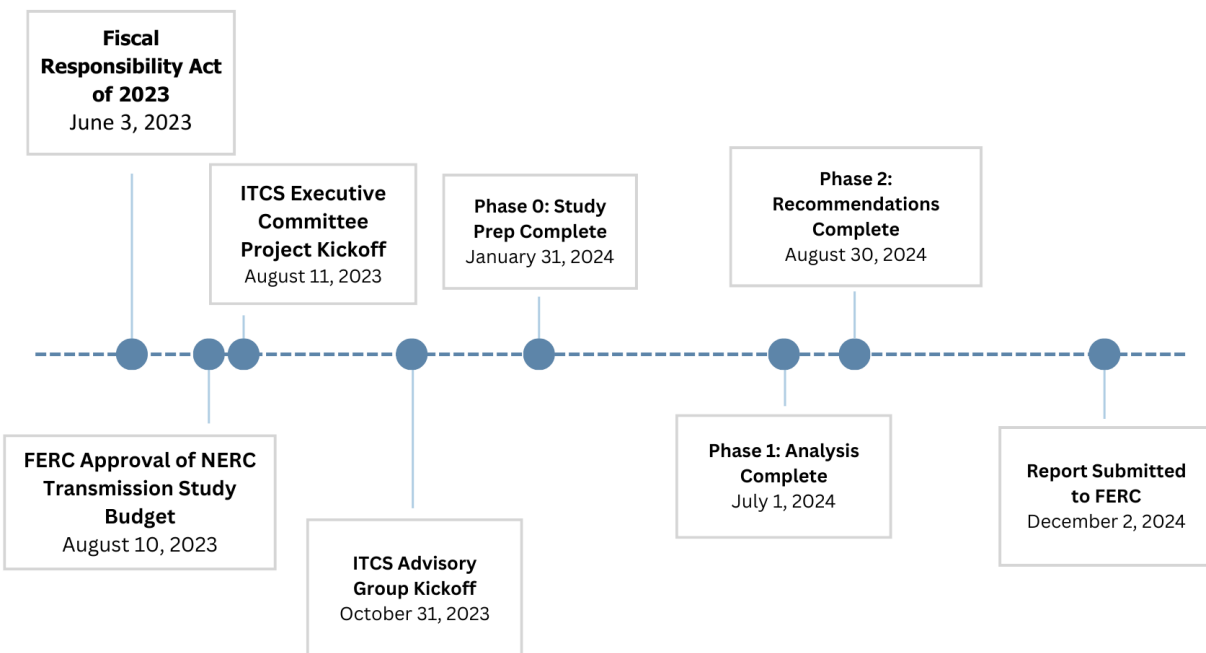 Fiscal
Responsibility Act
of 2023
June 3, 2023
FERC Approval of NERC
Transmission Study
Budget
August 10, 2023
ITCS Executive
Committee
Project Kickoff
August 11, 2023
ITCS Advisory
Group Kickoff
October 31, 2023
Phase 0: Study
Prep Complete
January 31, 2024
Phase 1: Analysis
Complete
July 1, 2024
Phase 2:
Recommendations
Complete
August 30, 2024
Report Submitted
to FERC
December 2, 2024